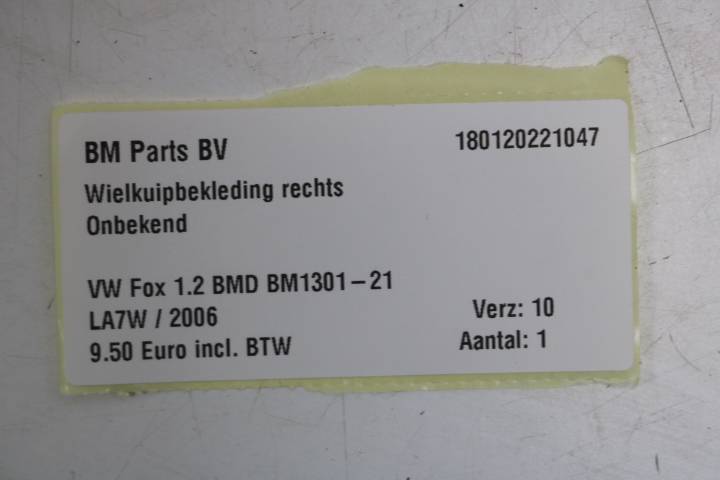 BM Parts BV 180120221047
Wielkuipbekleding rechts
Onbekend
VW Fox 1.2 BMD BM1301-21
LA7W / 2006 Verz: 10
9.50 Euro incl. BTW Aantal: 1